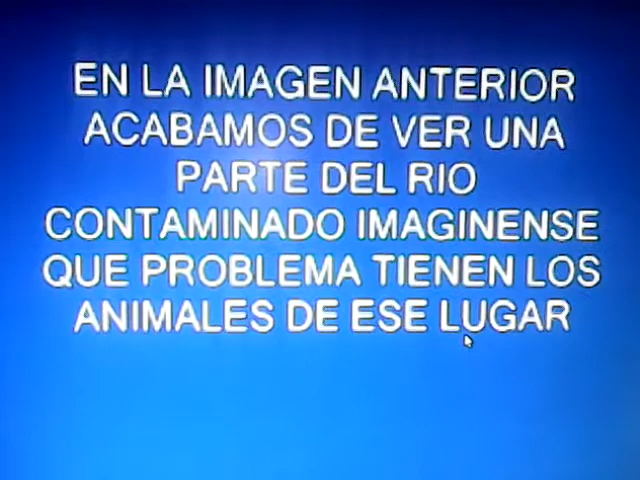 EN LA IMAGEN ANTERIOR
ACABAMOS DE VER UNA
PARTE DEL RIO
CONTAMINADO IMAGINENSE
QUE PROBLEMA TIENEN LOS
ANIMALES DE ESE LUGAR